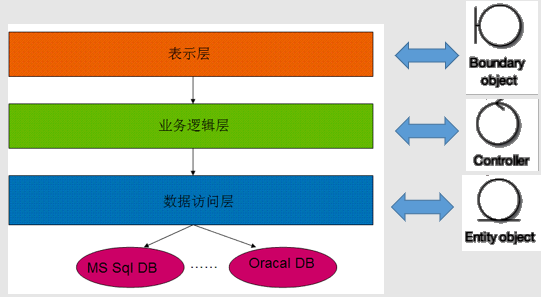 表示层
Boundary
object
业务逻辑层
Controller
数据访问层
Entity object
MS Sql DB
……
Oracal DB